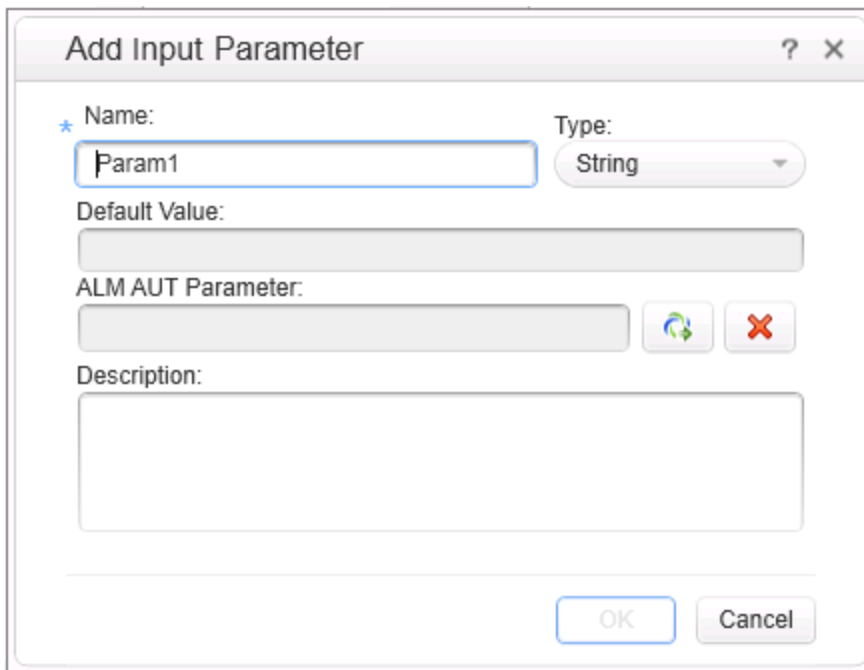 Add Input Parameter ?
* Name:
Type:
Param1
String
Default Value:
ALM AUT Parameter:
Description:
OK Cancel